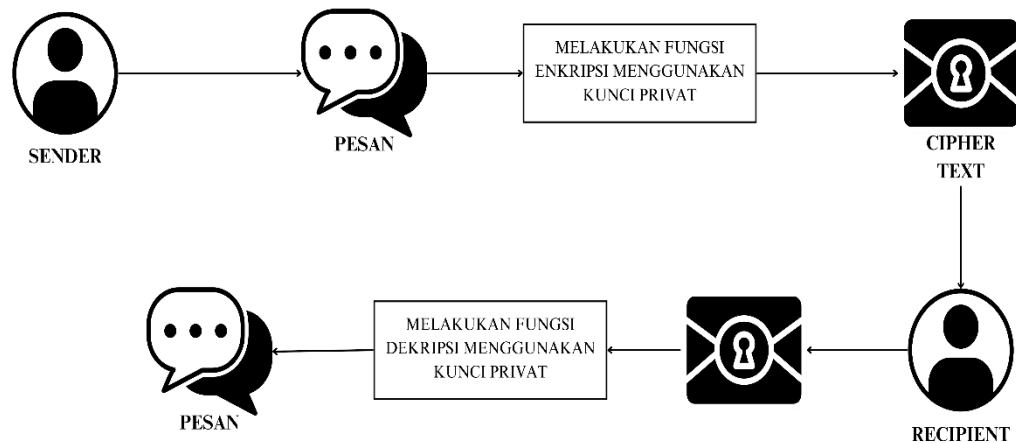 MELAKUKAN FUNGSI
ENKRIPSI MENGGUNAKAN
KUNCI PRIVAT
SENDER
PESAN
CIPHER
TEXT
MELAKUKAN FUNGSI
DEKRIPSI MENGGUNAKAN
KUNCI PRIVAT
PESAN
RECIPIENT